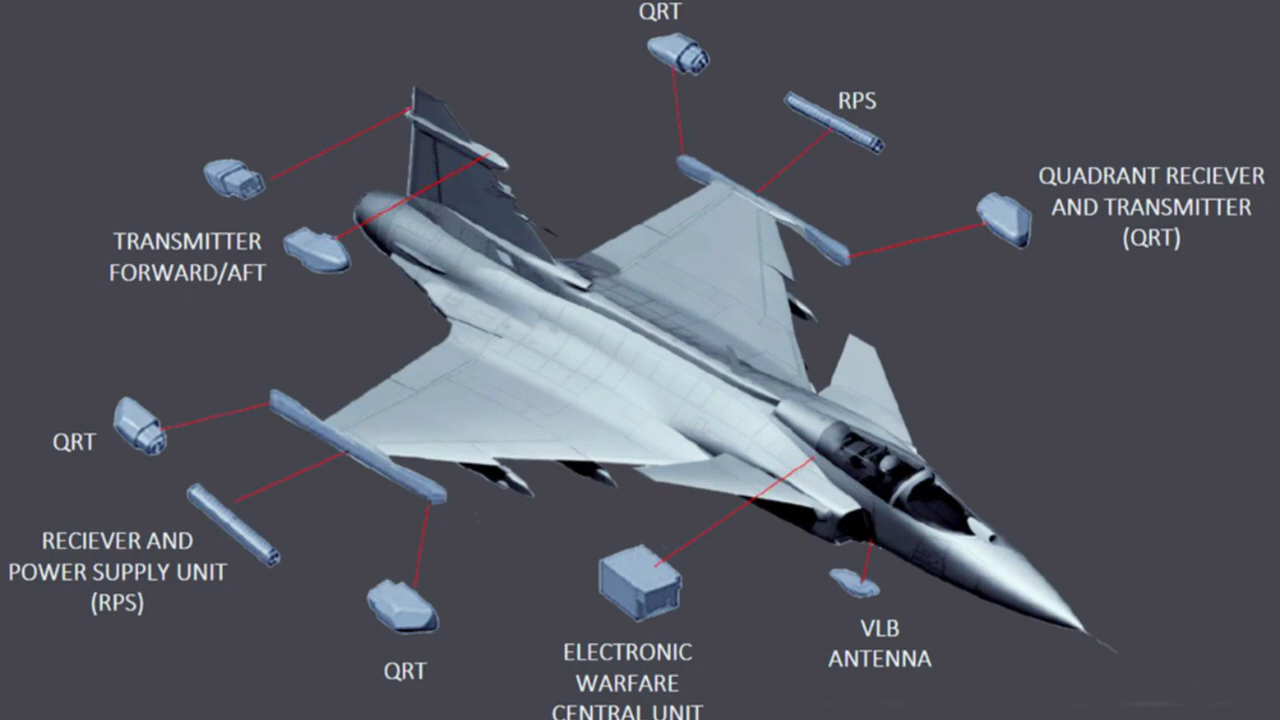 QRT
RPS
QUADRANT RECIEVER
AND TRANSMITTER
(QRT)
TRANSMITTER
FORWARD/AFT
QRT
RECIEVER AND
POWER SUPPLY UNIT
(RPS)
QRT
ELECTRONIC
WARFARE
CENTRAL UNIT
VLB
ANTENNA